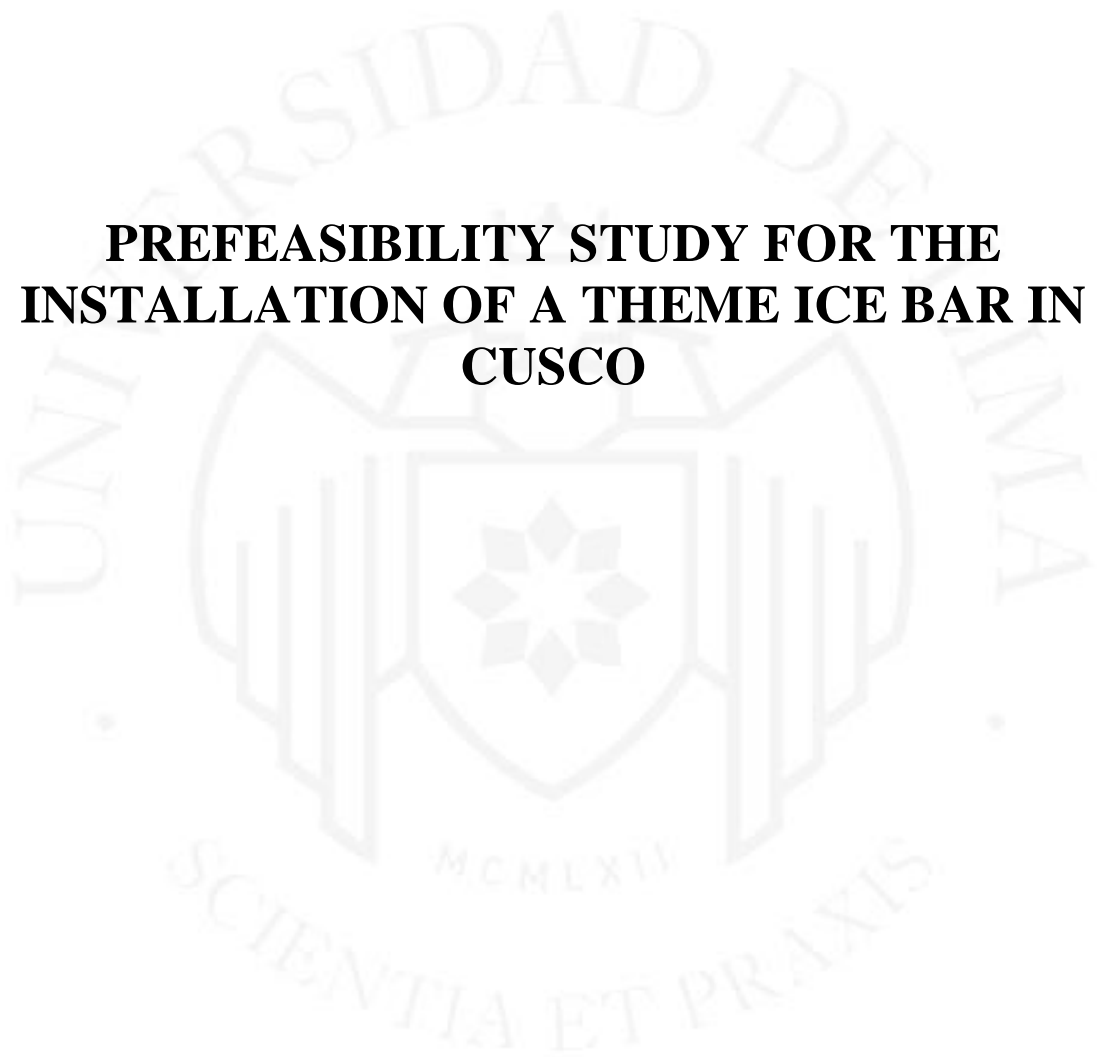 UNIVERSIDAD DE LIMA
PREFEASIBILITY STUDY FOR THE
INSTALLATION OF A THEME ICE BAR IN
CUSCO
MCMLXII
SCIENTIA ET PRAXIS